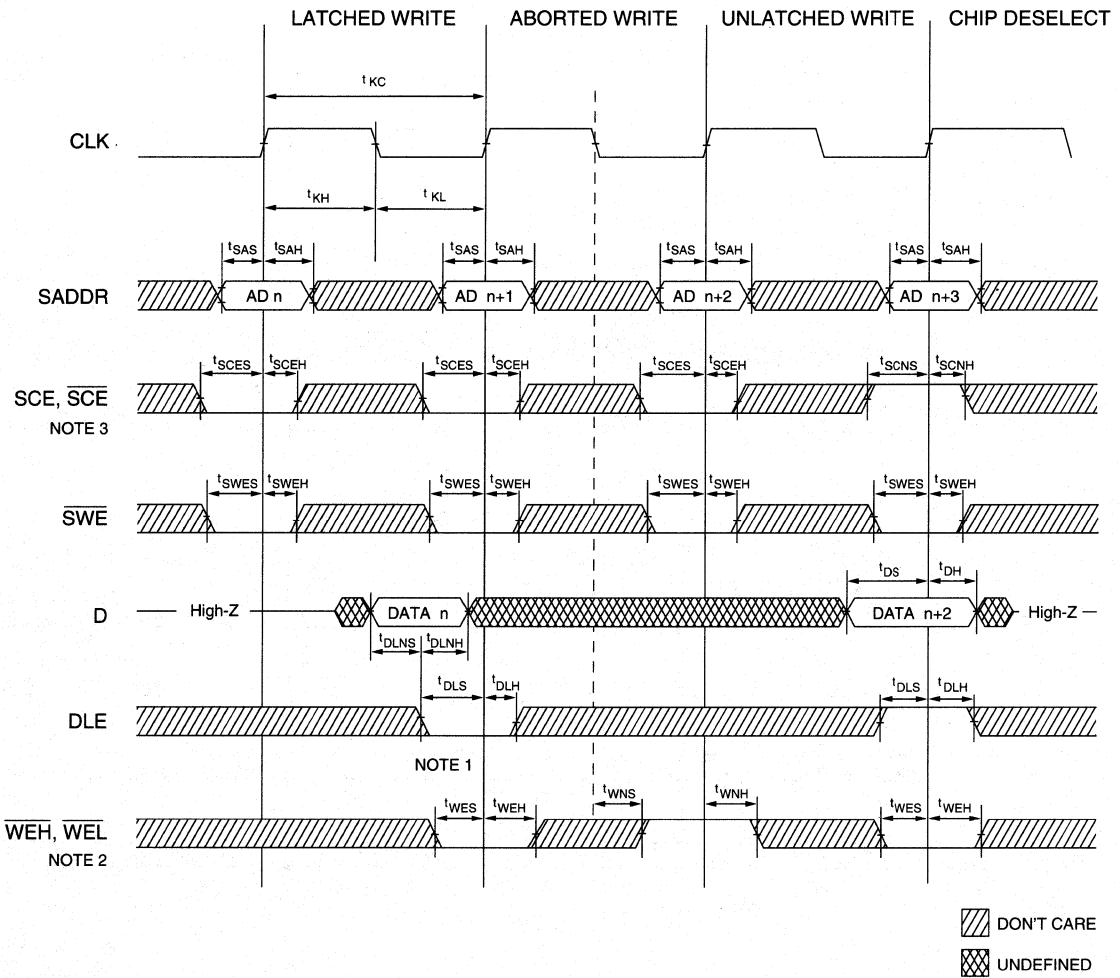 LATCHED WRITE ABORTED WRITE UNLATCHED WRITE CHIP DESELECT
tKC
CLK
tKH tKL
tSAS tSAH tSAS tSAH tSAS tSAH tSAS tSAH
SADDR AD n AD n+1 AD n+2 AD n+3
tSCES tSCEH tSCES tSCEH tSCES tSCEH tSCNS tSCNH
SCE, SCE
NOTE 3
tSWES tSWEH tSWES tSWEH tSWES tSWEH tSWES tSWEH
SWE
tDS tDH
D High-Z DATA n DATA n+2 High-Z
tDLNS tDLNH
tDLS tDLH tDLS tDLH
DLE
NOTE 1
tWES tWEH tWNS tWNH tWES tWEH
WEH, WEL
NOTE 2
DON'T CARE
UNDEFINED